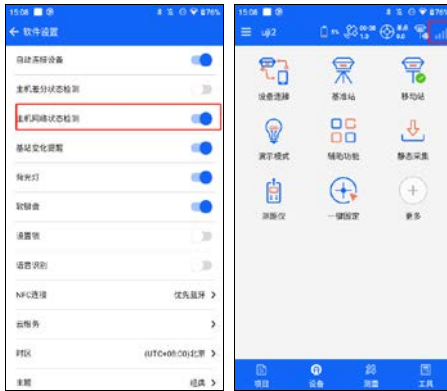 15:08
876%
软件设置
自动连接设备
主机差分状态检测
主机网络状态检测
基站变化提醒
背光灯
软键盘
设置锁
语音识别
NFC连接 优先蓝牙
云服务
时区 (UTC+08:00)北京
主题 经典
15:08
876%
uji2
设备连接 基准站 移动站
演示模式 辅助功能 静态采集
测距仪 一键固定 更多
项目 设备 测量 工具